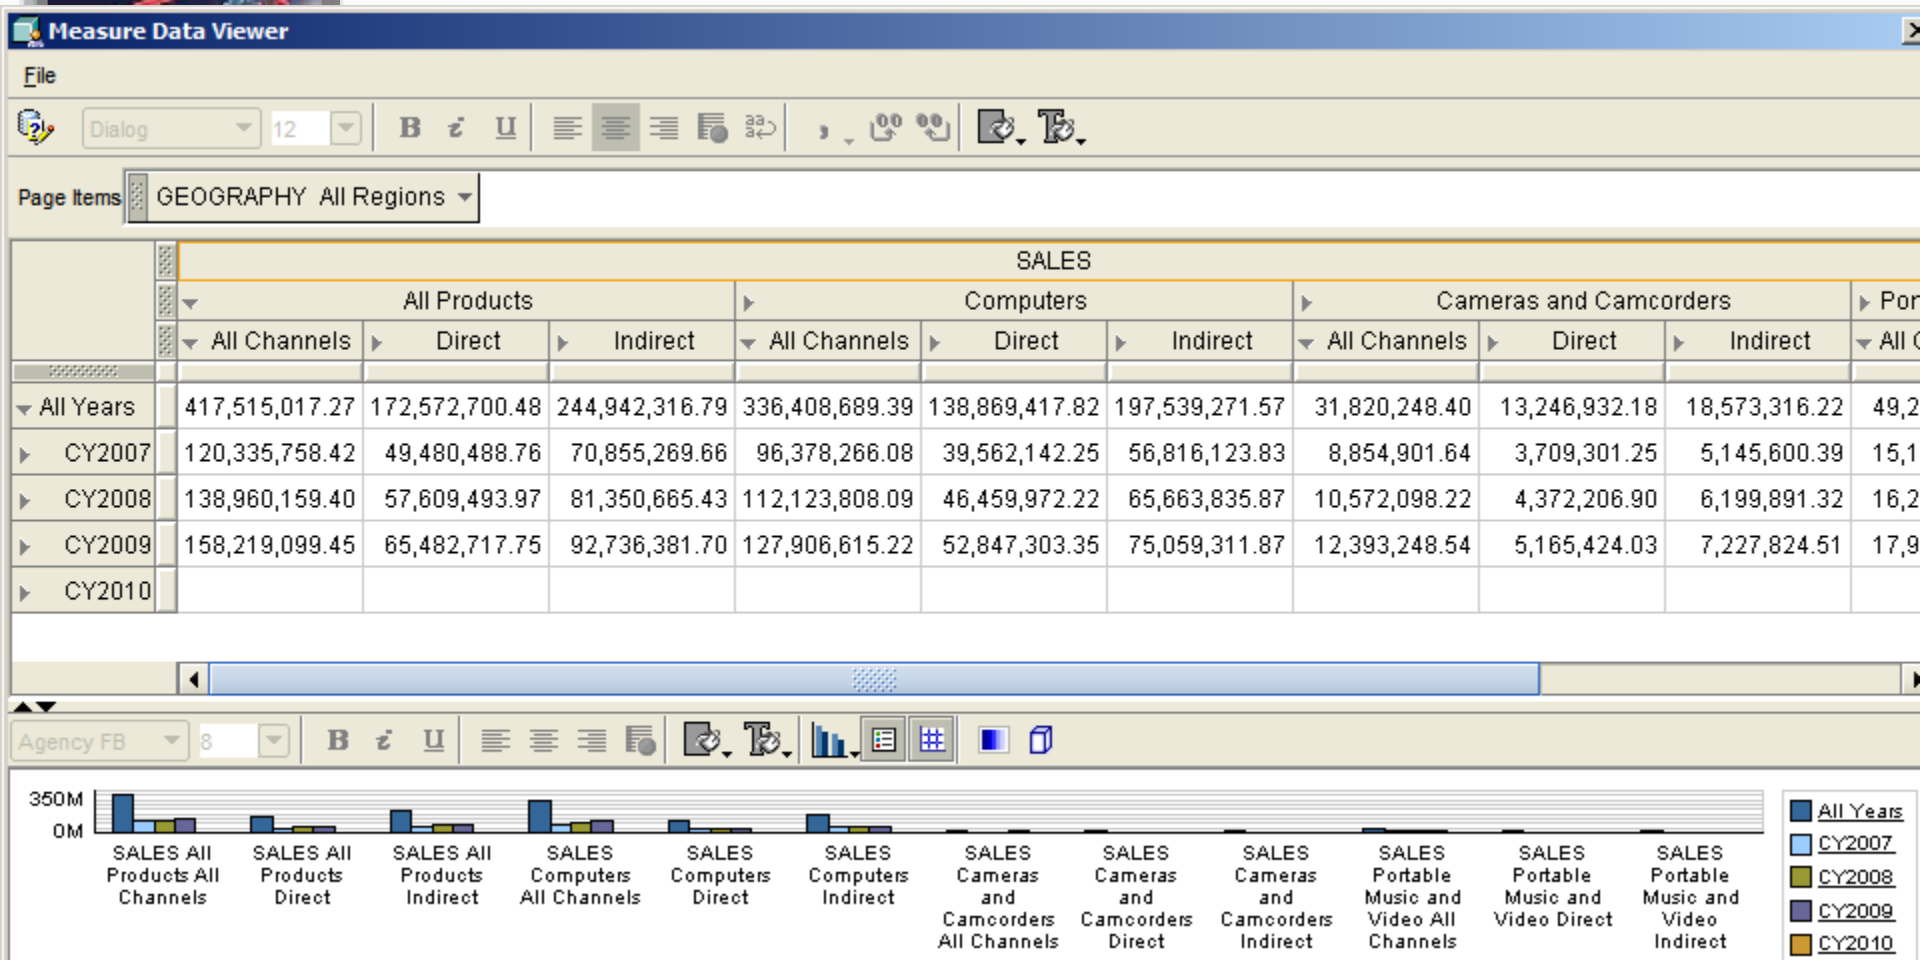 Measure Data Viewer
File
Dialog 12 B i U
Page Items GEOGRAPHY All Regions
SALES
All Products Computers Cameras and Camcorders Por
All Channels Direct Indirect All Channels Direct Indirect All Channels Direct Indirect All C
All Years 417,515,017.27 172,572,700.48 244,942,316.79 336,408,689.39 138,869,417.82 197,539,271.57 31,820,248.40 13,246,932.18 18,573,316.22 49,2
CY2007 120,335,758.42 49,480,488.76 70,855,269.66 96,378,266.08 39,562,142.25 56,816,123.83 8,854,901.64 3,709,301.25 5,145,600.39 15,1
CY2008 138,960,159.40 57,609,493.97 81,350,665.43 112,123,808.09 46,459,972.22 65,663,835.87 10,572,098.22 4,372,206.90 6,199,891.32 16,2
CY2009 158,219,099.45 65,482,717.75 92,736,381.70 127,906,615.22 52,847,303.35 75,059,311.87 12,393,248.54 5,165,424.03 7,227,824.51 17,9
CY2010
Agency FB 8 B i U
350M
0M
SALES All Products All Channels
SALES All Products Direct
SALES All Products Indirect
SALES Computers All Channels
SALES Computers Direct
SALES Computers Indirect
SALES Cameras and Camcorders All Channels
SALES Cameras and Camcorders Direct
SALES Cameras and Camcorders Indirect
SALES Portable Music and Video All Channels
SALES Portable Music and Video Direct
SALES Portable Music and Video Indirect
All Years
CY2007
CY2008
CY2009
CY2010